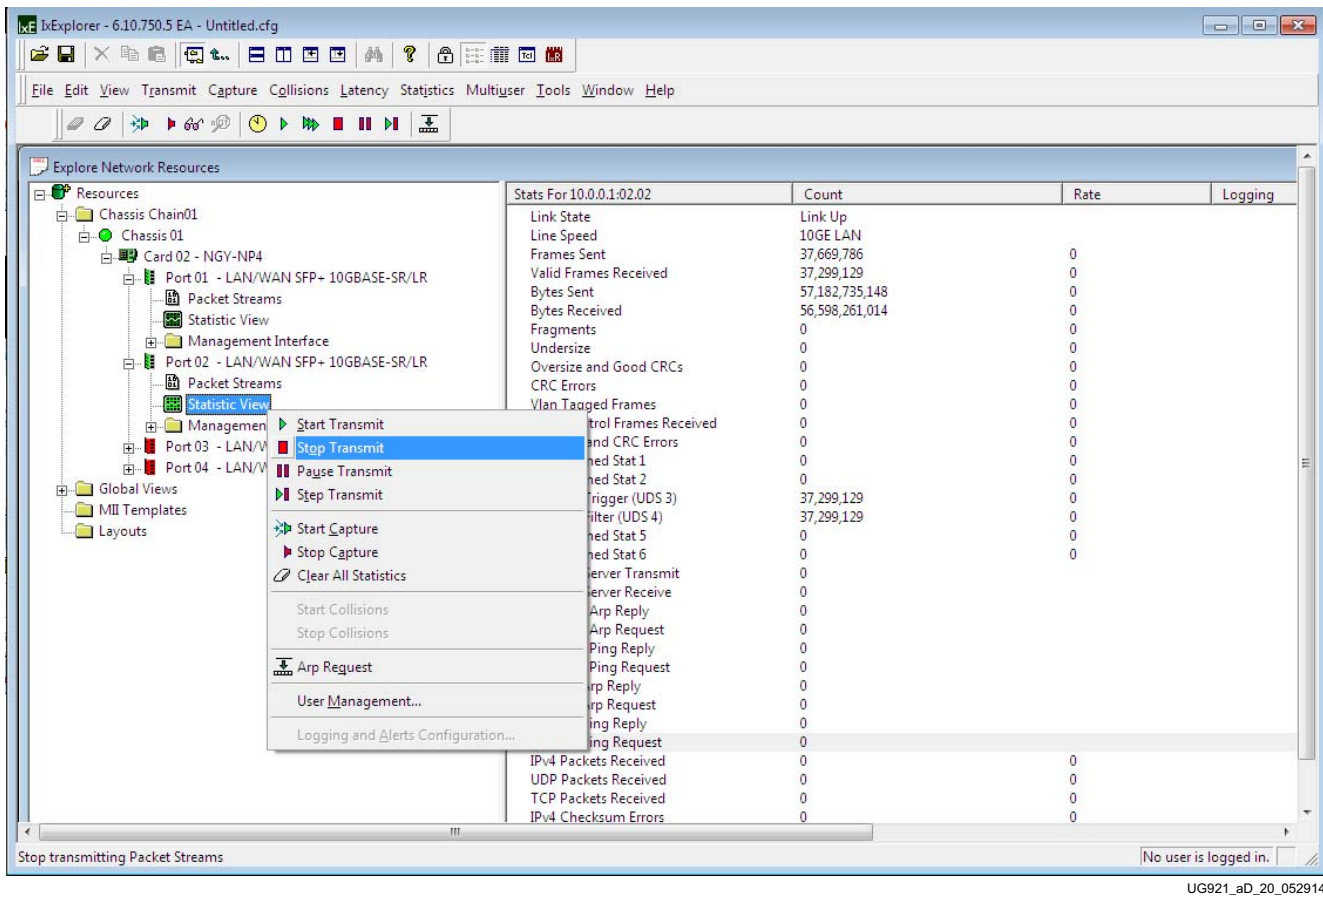 IxExplorer - 6.10.750.5 EA - Untitled.cfg
File Edit View Transmit Capture Collisions Latency Statistics Multiuser Tools Window Help
Explore Network Resources
Resources
Chassis Chain01
Chassis 01
Card 02 - NGY-NP4
Port 01 - LAN/WAN SFP+ 10GBASE-SR/LR
Packet Streams
Statistic View
Management Interface
Port 02 - LAN/WAN SFP+ 10GBASE-SR/LR
Packet Streams
Statistic View
Managemen
Port 03 - LAN/W
Port 04 - LAN/W
Global Views
MII Templates
Layouts
Start Transmit
Stop Transmit
Pause Transmit
Step Transmit
Start Capture
Stop Capture
Clear All Statistics
Start Collisions
Stop Collisions
Arp Request
User Management...
Logging and Alerts Configuration...
Stats For 10.0.0.1:02.02 Count Rate Logging
Link State Link Up
Line Speed 10GE LAN
Frames Sent 37,669,786 0
Valid Frames Received 37,299,129 0
Bytes Sent 57,182,735,148 0
Bytes Received 56,598,261,014 0
Fragments 0 0
Undersize 0 0
Oversize and Good CRCs 0 0
CRC Errors 0 0
Vlan Tagged Frames 0 0
trol Frames Received 0 0
and CRC Errors 0 0
ned Stat 1 0 0
ned Stat 2 0 0
rigger (UDS 3) 37,299,129 0
ilter (UDS 4) 37,299,129 0
ned Stat 5 0 0
ned Stat 6 0 0
erver Transmit 0
erver Receive 0
Arp Reply 0
Arp Request 0
Ping Reply 0
Ping Request 0
rp Reply 0
rp Request 0
ing Reply 0
ing Request 0
IPv4 Packets Received 0 0
UDP Packets Received 0 0
TCP Packets Received 0 0
IPv4 Checksum Errors 0 0
Stop transmitting Packet Streams
No user is logged in.
UG921_aD_20_052914